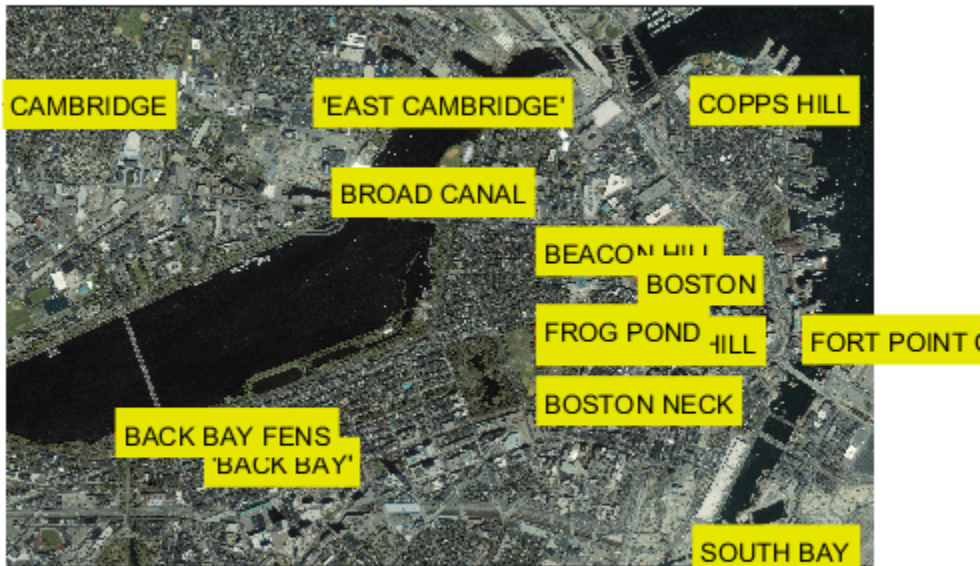 CAMBRIDGE
'EAST CAMBRIDGE'
COPPS HILL
BROAD CANAL
BEACON HILL
BOSTON
FROG POND
HILL
FORT POINT
BOSTON NECK
BACK BAY FENS
'BACK BAY'
SOUTH BAY